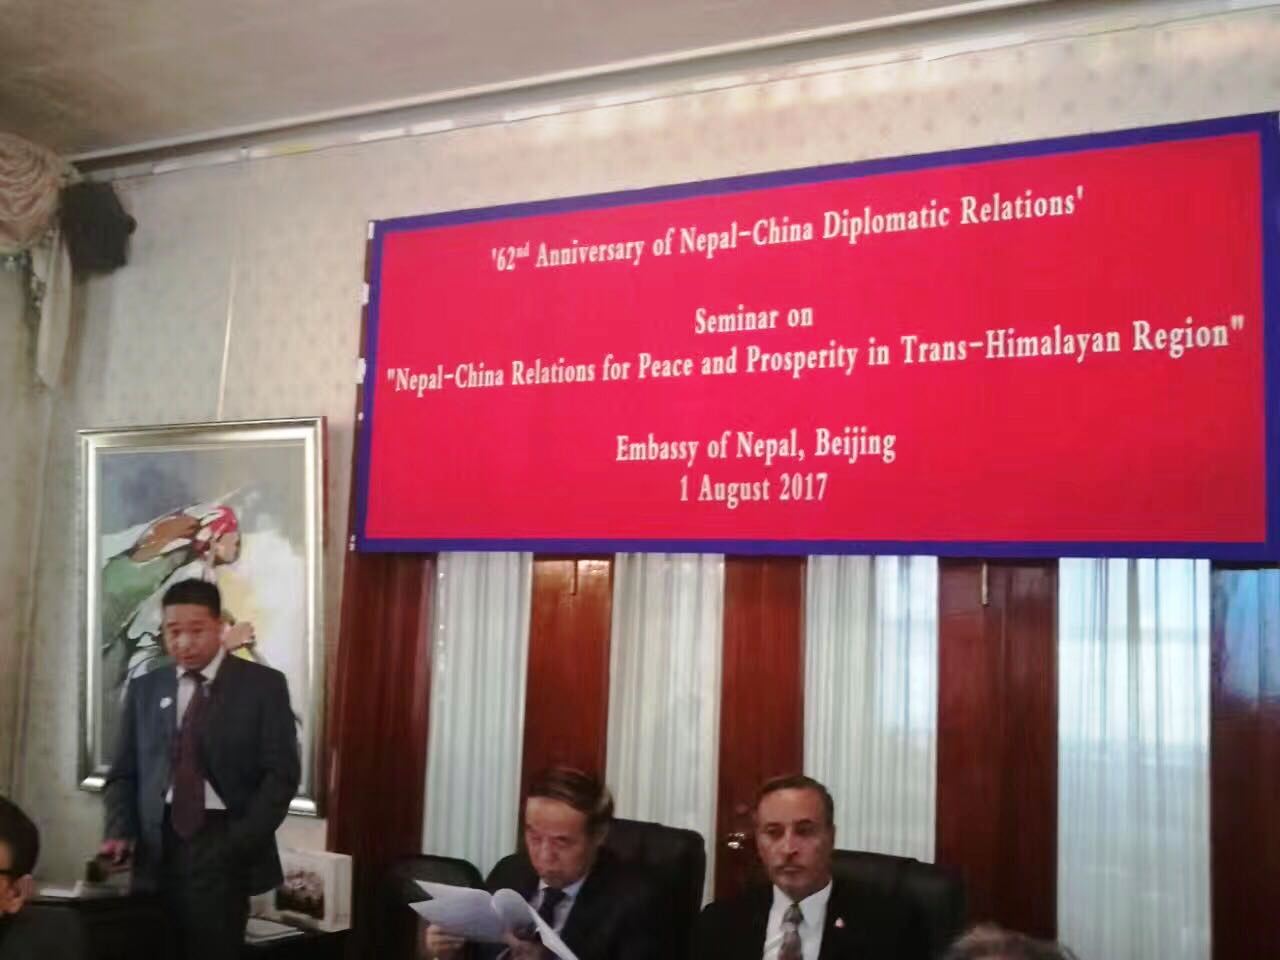 '62nd Anniversary of Nepal-China Diplomatic Relations'
Seminar on
"Nepal-China Relations for Peace and Prosperity in Trans-Himalayan Region"
Embassy of Nepal, Beijing
1 August 2017